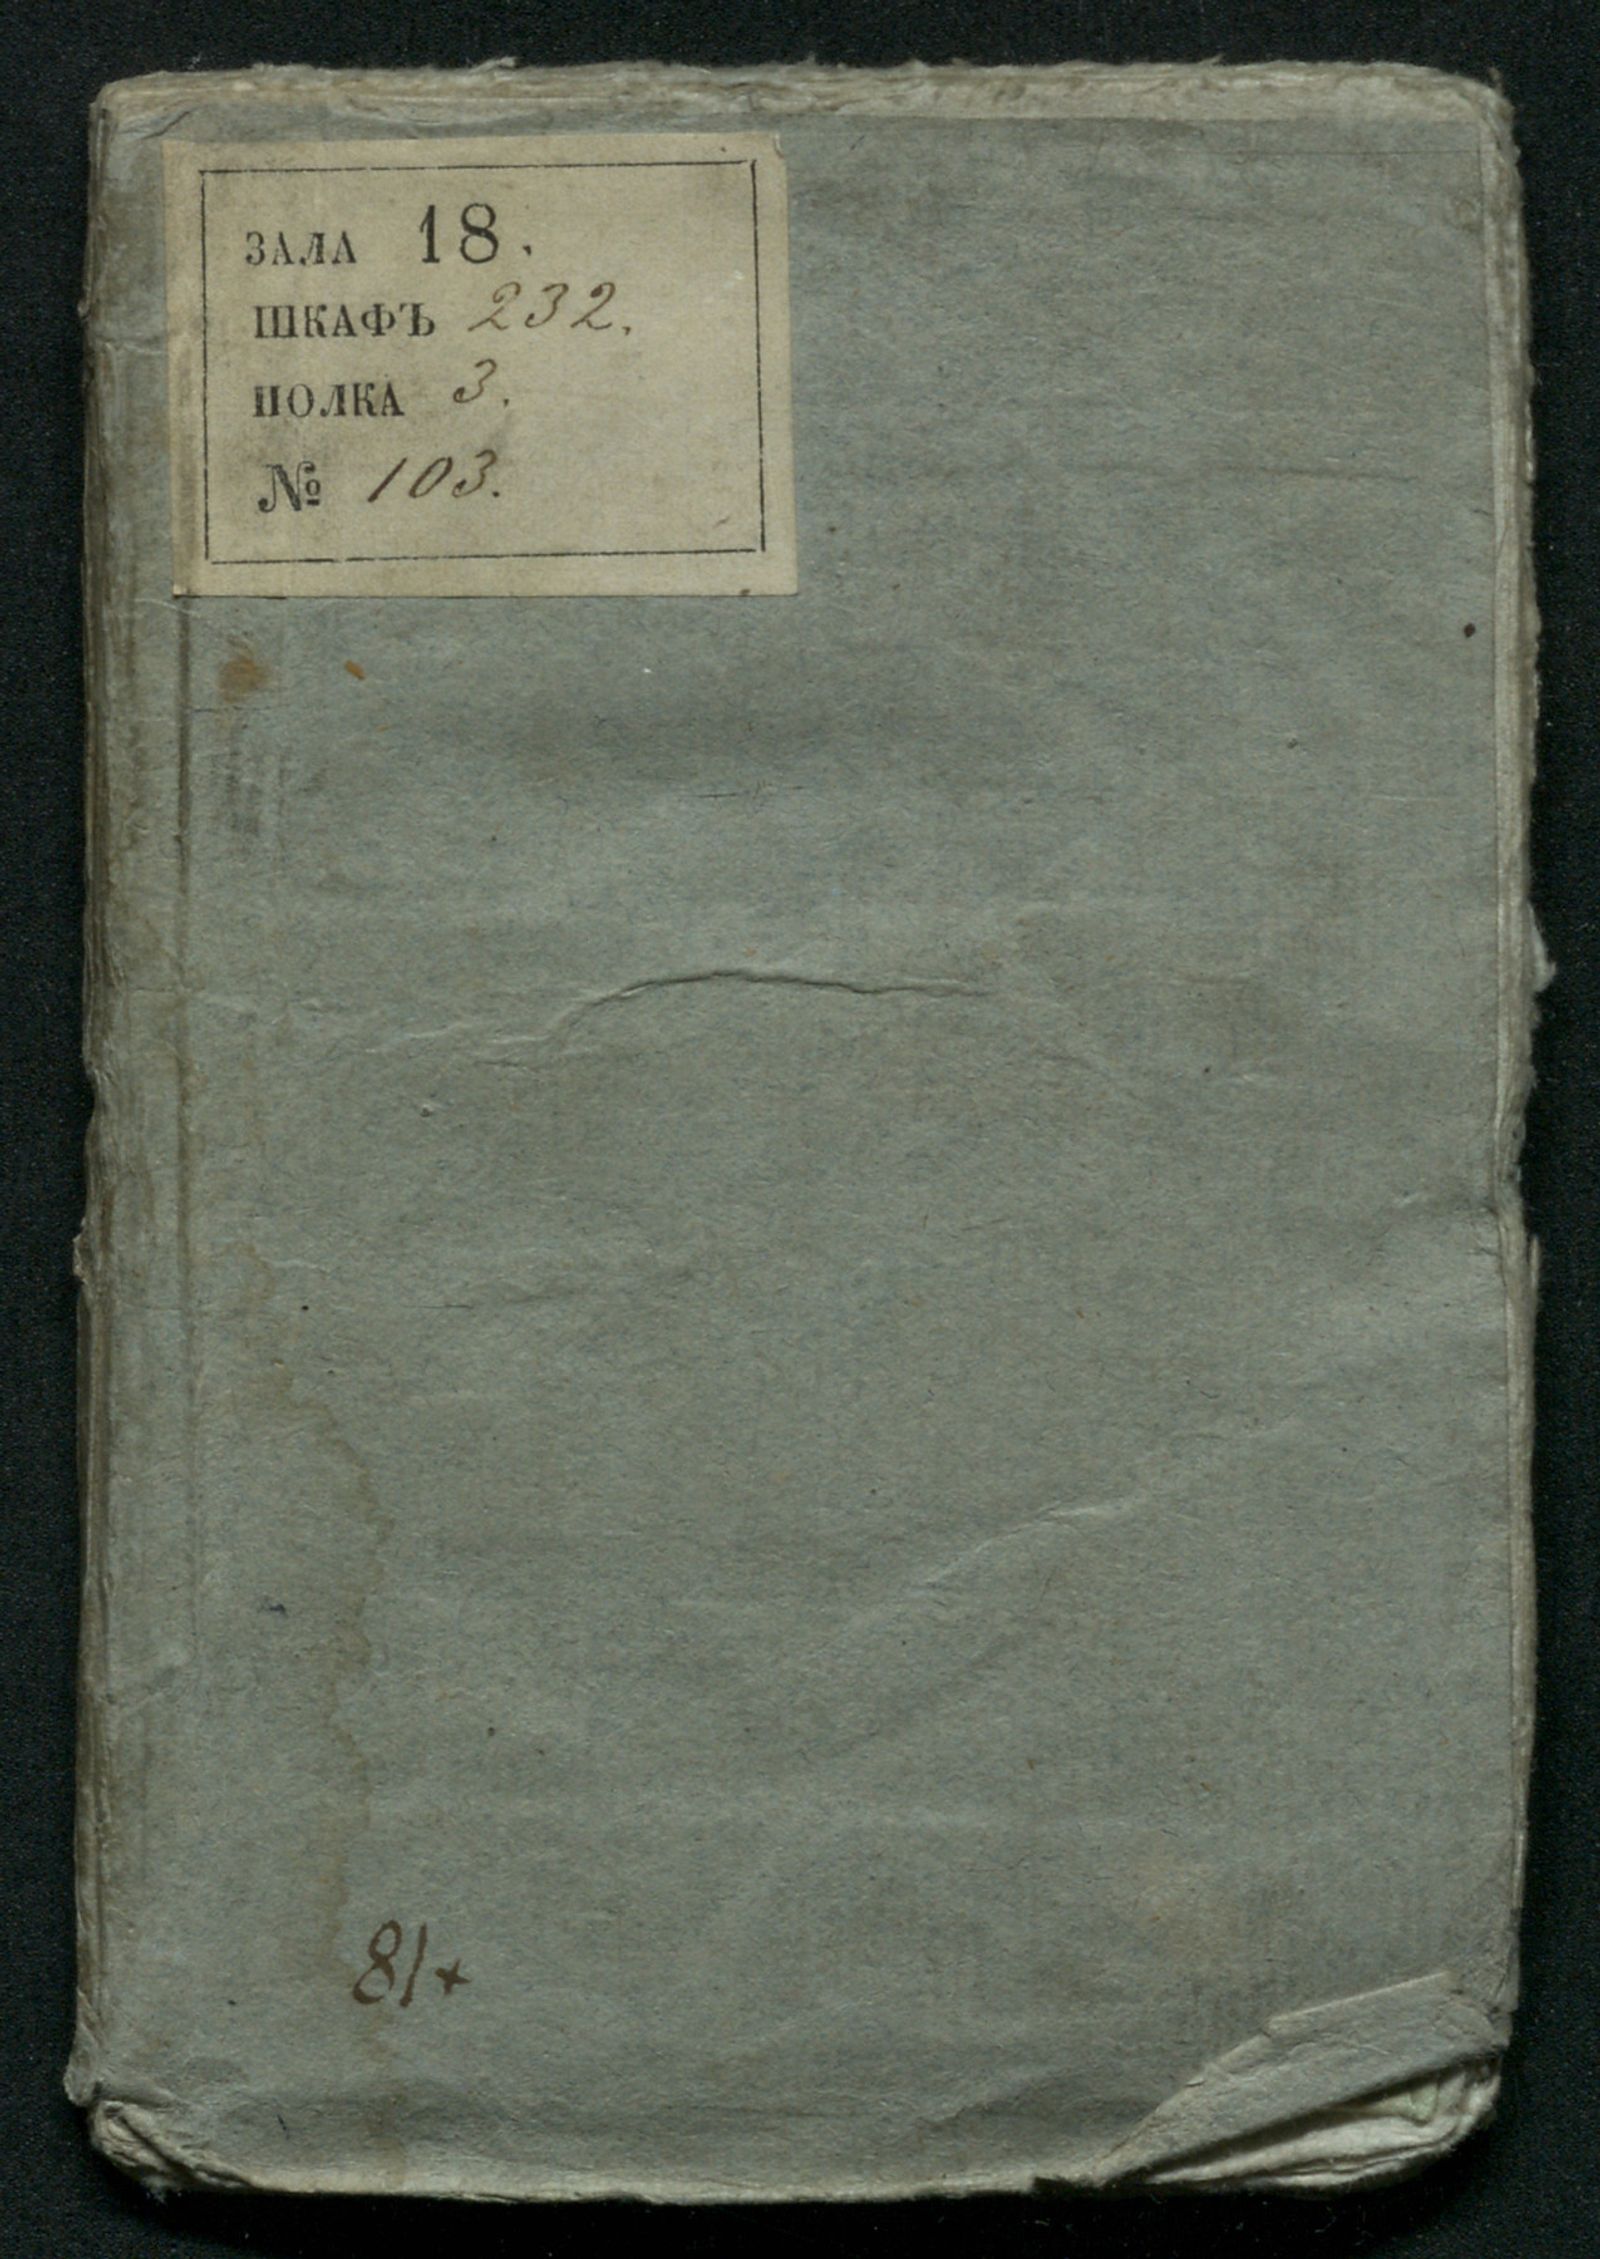 ЗАЛА 18.
ШКАФЪ 232.
ПОЛКА 3.
№ 103.
81*